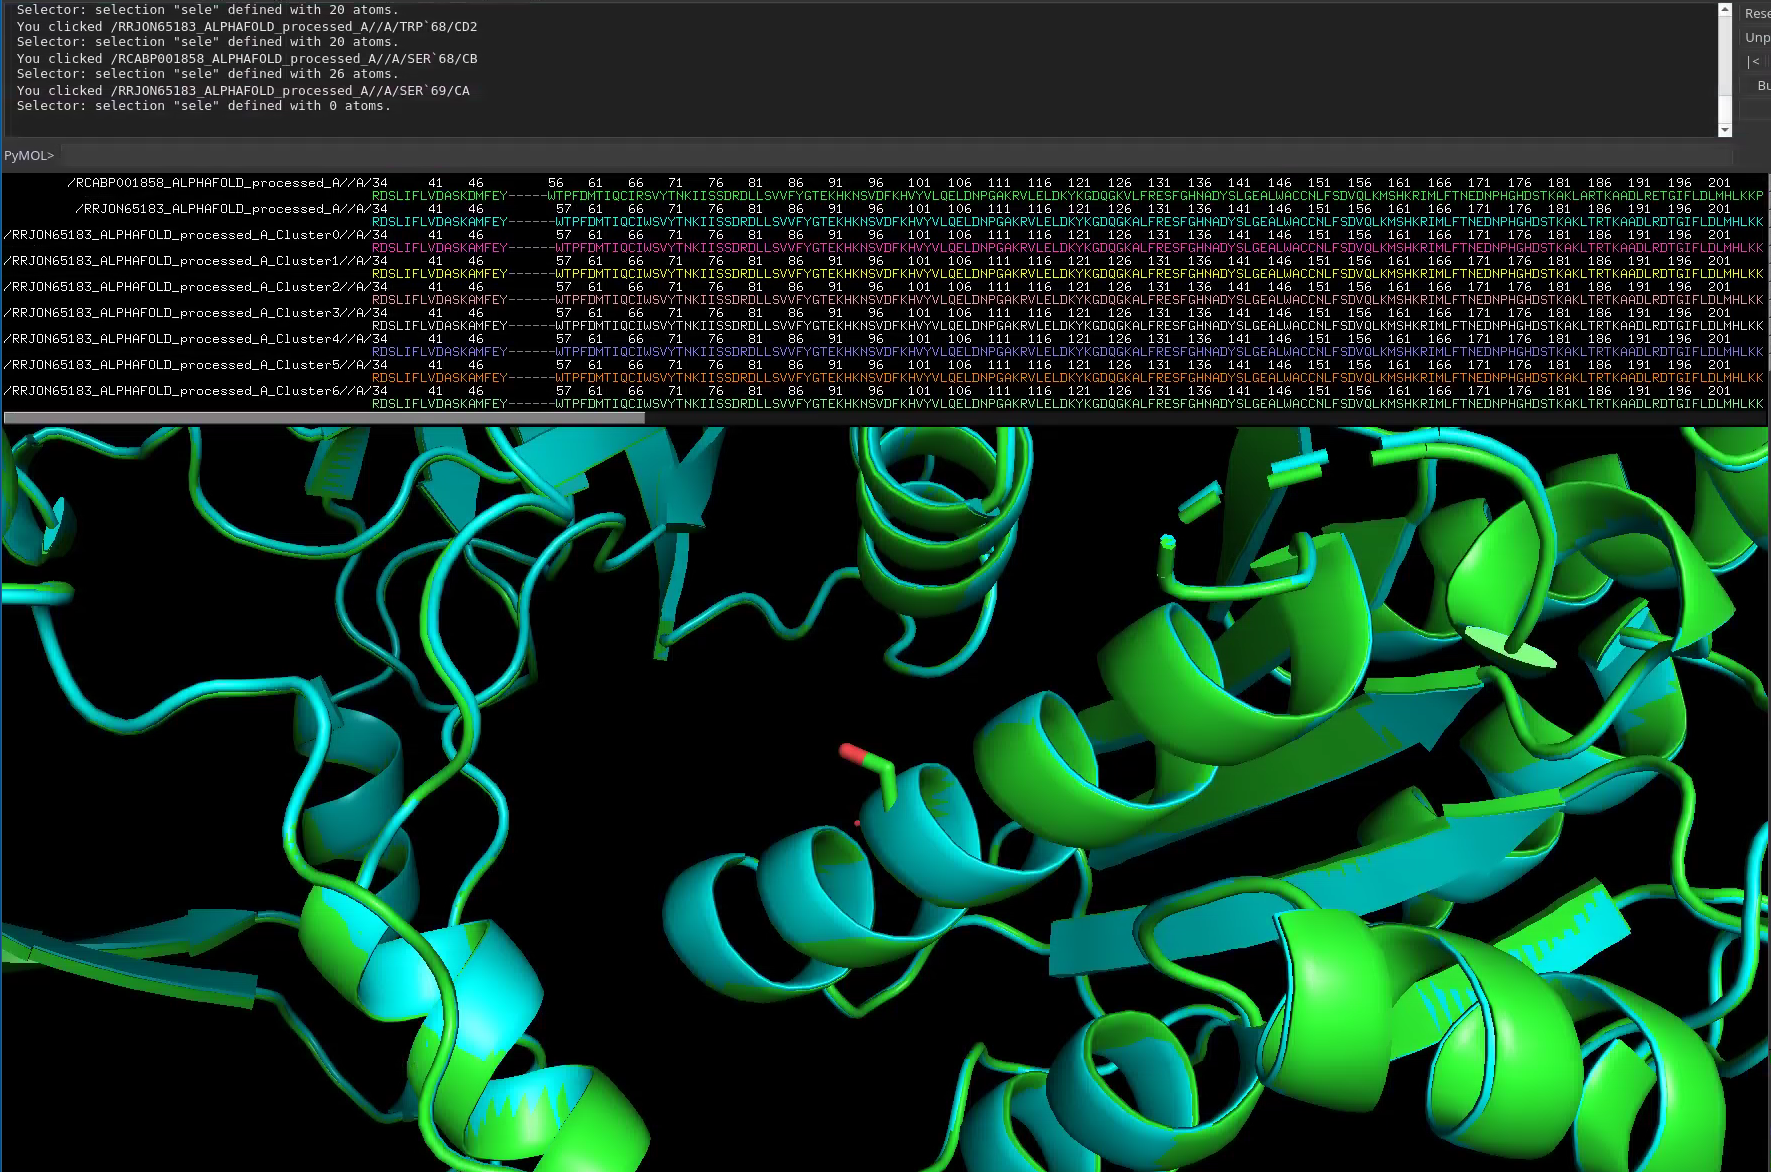 Selector: selection "sele" defined with 20 atoms.
You clicked /RRJON65183_ALPHAFOLD_processed_A//A/TRP`68/CD2
Selector: selection "sele" defined with 20 atoms.
You clicked /RCABP001858_ALPHAFOLD_processed_A//A/SER`68/CB
Selector: selection "sele" defined with 26 atoms.
You clicked /RRJON65183_ALPHAFOLD_processed_A//A/SER`69/CA
Selector: selection "sele" defined with 0 atoms.
Rese
Unp
|<
Bu
PyMOL>
/RCABP001858_ALPHAFOLD_processed_A//A/34 41 46 56 61 66 71 76 81 86 91 96 101 106 111 116 121 126 131 136 141 146 151 156 161 166 171 176 181 186 191 196 201
RDSLIFLVDASKDMFEY-----WTPFDMTIQCIRSVYTNKIISSDRDLLSVVFYGTEKHKNSVDFKHVYVLQELDNPGAKRVLELDKYKGDQGKVLFRESFGHNADYSLGEALWACCNLFSDVQLKMSHKRIMLFTNEDNPHGHDSTKAKLARTKAADLRETGIFLDLMHLKKP
/RRJON65183_ALPHAFOLD_processed_A//A/34 41 46 57 61 66 71 76 81 86 91 96 101 106 111 116 121 126 131 136 141 146 151 156 161 166 171 176 181 186 191 196 201
RDSLIFLVDASKAMFEY------WTPFDMTIQCIWSVYTNKIISSDRDLLSVVFYGTEKHKNSVDFKHVYVLQELDNPGAKRVLELDKYKGDQGKALFRESFGHNADYSLGEALWACCNLFSDVQLKMSHKRIMLFTNEDNPHGHDSTKAKLTRTKAADLRDTGIFLDLMHLKK
/RRJON65183_ALPHAFOLD_processed_A_Cluster0//A/34 41 46 57 61 66 71 76 81 86 91 96 101 106 111 116 121 126 131 136 141 146 151 156 161 166 171 176 181 186 191 196 201
RDSLIFLVDASKAMFEY------WTPFDMTIQCIWSVYTNKIISSDRDLLSVVFYGTEKHKNSVDFKHVYVLQELDNPGAKRVLELDKYKGDQGKALFRESFGHNADYSLGEALWACCNLFSDVQLKMSHKRIMLFTNEDNPHGHDSTKAKLTRTKAADLRDTGIFLDLMHLKK
/RRJON65183_ALPHAFOLD_processed_A_Cluster1//A/34 41 46 57 61 66 71 76 81 86 91 96 101 106 111 116 121 126 131 136 141 146 151 156 161 166 171 176 181 186 191 196 201
RDSLIFLVDASKAMFEY------WTPFDMTIQCIWSVYTNKIISSDRDLLSVVFYGTEKHKNSVDFKHVYVLQELDNPGAKRVLELDKYKGDQGKALFRESFGHNADYSLGEALWACCNLFSDVQLKMSHKRIMLFTNEDNPHGHDSTKAKLTRTKAADLRDTGIFLDLMHLKK
/RRJON65183_ALPHAFOLD_processed_A_Cluster2//A/34 41 46 57 61 66 71 76 81 86 91 96 101 106 111 116 121 126 131 136 141 146 151 156 161 166 171 176 181 186 191 196 201
RDSLIFLVDASKAMFEY------WTPFDMTIQCIWSVYTNKIISSDRDLLSVVFYGTEKHKNSVDFKHVYVLQELDNPGAKRVLELDKYKGDQGKALFRESFGHNADYSLGEALWACCNLFSDVQLKMSHKRIMLFTNEDNPHGHDSTKAKLTRTKAADLRDTGIFLDLMHLKK
/RRJON65183_ALPHAFOLD_processed_A_Cluster3//A/34 41 46 57 61 66 71 76 81 86 91 96 101 106 111 116 121 126 131 136 141 146 151 156 161 166 171 176 181 186 191 196 201
RDSLIFLVDASKAMFEY------WTPFDMTIQCIWSVYTNKIISSDRDLLSVVFYGTEKHKNSVDFKHVYVLQELDNPGAKRVLELDKYKGDQGKALFRESFGHNADYSLGEALWACCNLFSDVQLKMSHKRIMLFTNEDNPHGHDSTKAKLTRTKAADLRDTGIFLDLMHLKK
/RRJON65183_ALPHAFOLD_processed_A_Cluster4//A/34 41 46 57 61 66 71 76 81 86 91 96 101 106 111 116 121 126 131 136 141 146 151 156 161 166 171 176 181 186 191 196 201
RDSLIFLVDASKAMFEY------WTPFDMTIQCIWSVYTNKIISSDRDLLSVVFYGTEKHKNSVDFKHVYVLQELDNPGAKRVLELDKYKGDQGKALFRESFGHNADYSLGEALWACCNLFSDVQLKMSHKRIMLFTNEDNPHGHDSTKAKLTRTKAADLRDTGIFLDLMHLKK
/RRJON65183_ALPHAFOLD_processed_A_Cluster5//A/34 41 46 57 61 66 71 76 81 86 91 96 101 106 111 116 121 126 131 136 141 146 151 156 161 166 171 176 181 186 191 196 201
RDSLIFLVDASKAMFEY------WTPFDMTIQCIWSVYTNKIISSDRDLLSVVFYGTEKHKNSVDFKHVYVLQELDNPGAKRVLELDKYKGDQGKALFRESFGHNADYSLGEALWACCNLFSDVQLKMSHKRIMLFTNEDNPHGHDSTKAKLTRTKAADLRDTGIFLDLMHLKK
/RRJON65183_ALPHAFOLD_processed_A_Cluster6//A/34 41 46 57 61 66 71 76 81 86 91 96 101 106 111 116 121 126 131 136 141 146 151 156 161 166 171 176 181 186 191 196 201
RDSLIFLVDASKAMFEY------WTPFDMTIQCIWSVYTNKIISSDRDLLSVVFYGTEKHKNSVDFKHVYVLQELDNPGAKRVLELDKYKGDQGKALFRESFGHNADYSLGEALWACCNLFSDVQLKMSHKRIMLFTNEDNPHGHDSTKAKLTRTKAADLRDTGIFLDLMHLKK